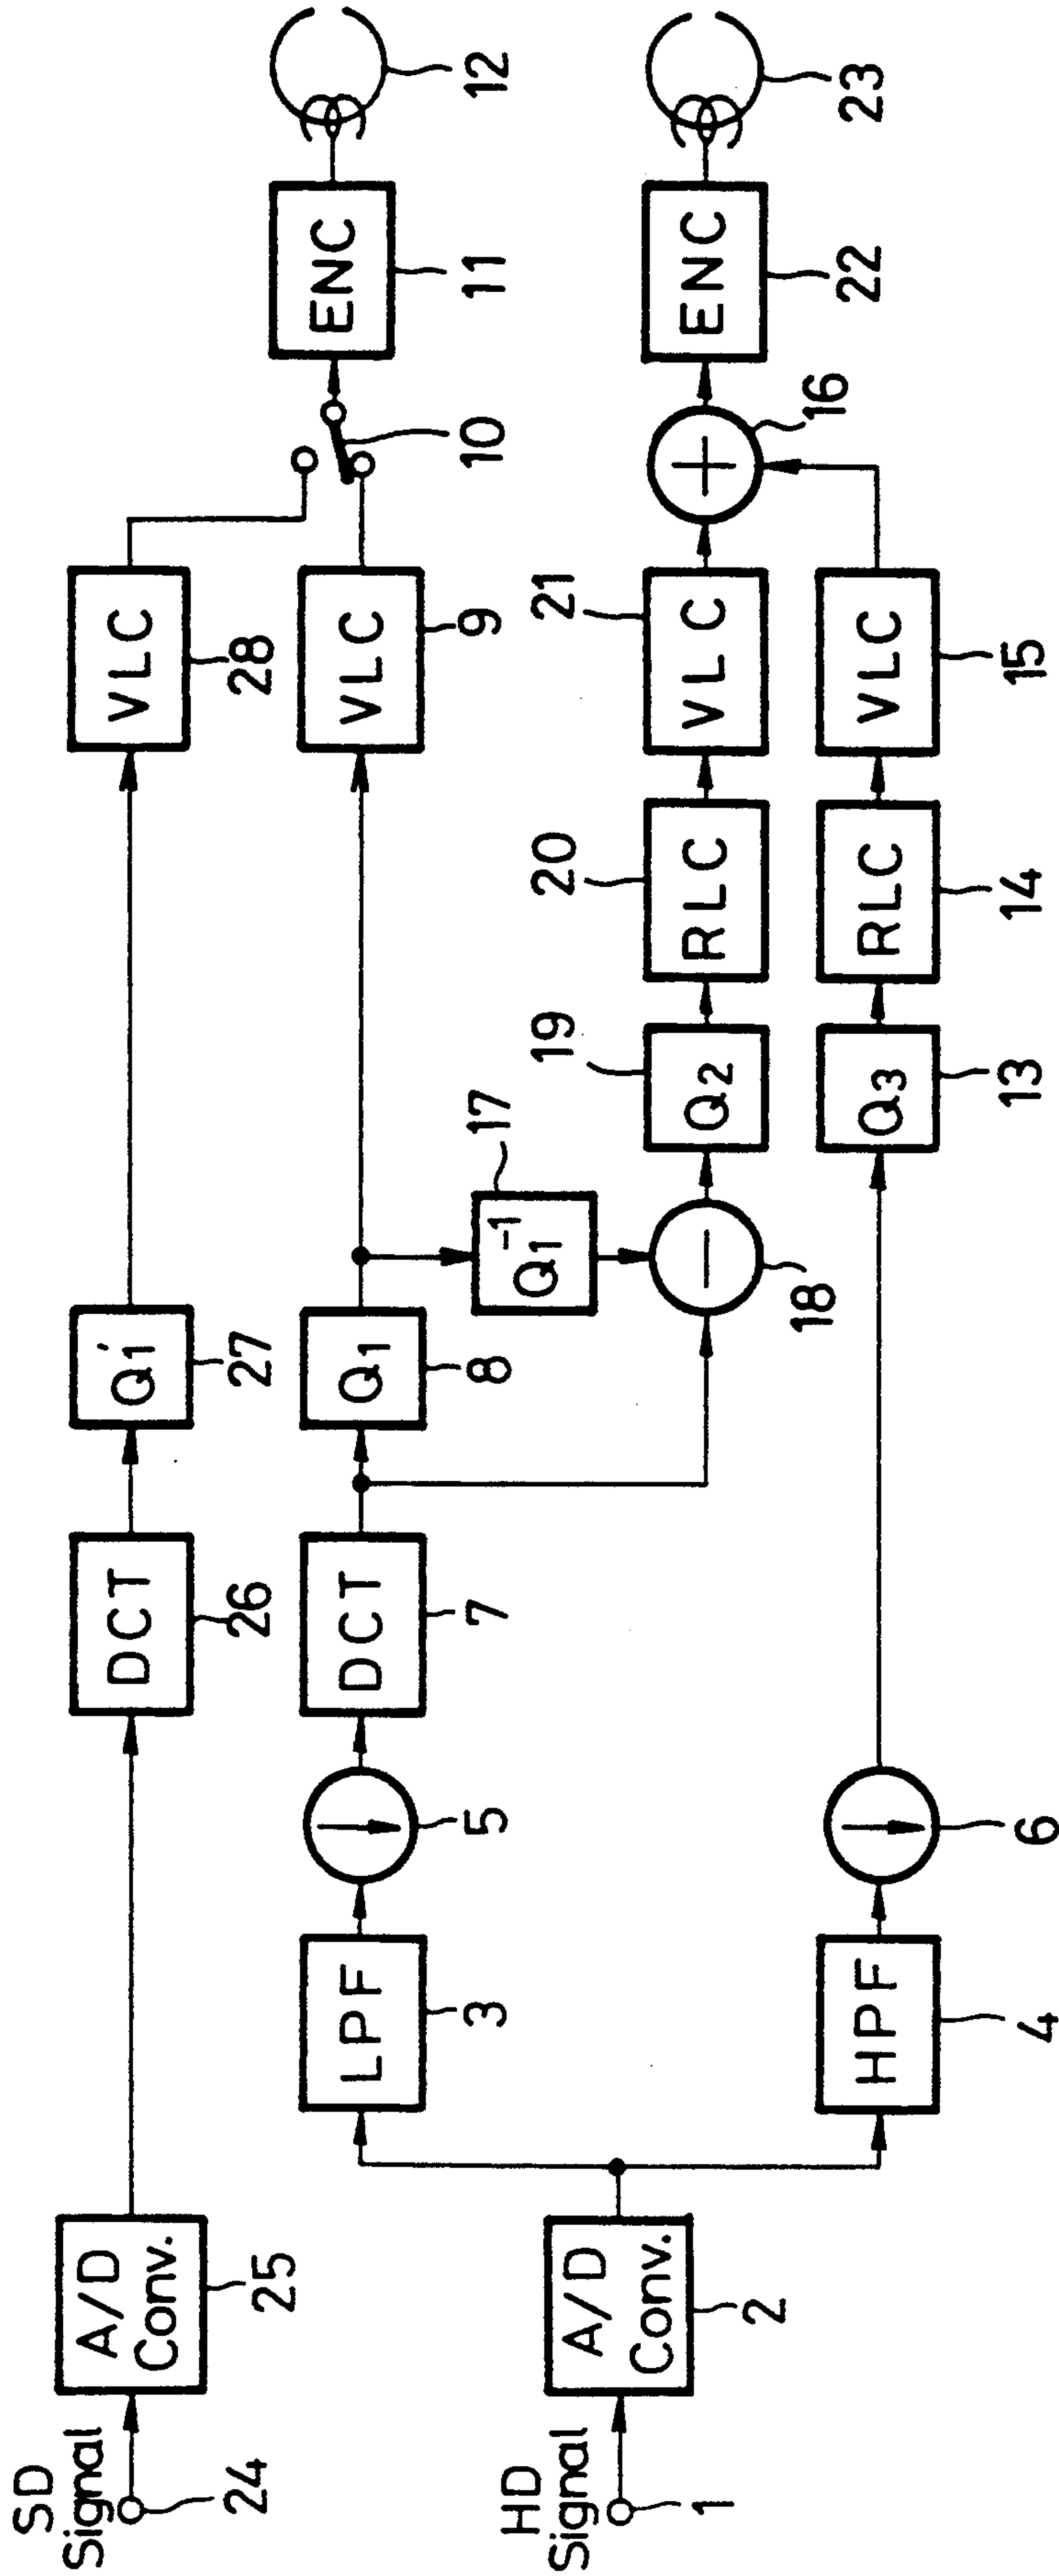 SD
Signal
24
A/D
Conv.
25
DCT
26
Q1'
27
VLC
28
HD
Signal
1
A/D
Conv.
2
LPF
3
5
DCT
7
Q1
8
VLC
9
10
ENC
11
12
Q1-1
17
18
Q2
19
RLC
20
VLC
21
16
ENC
22
23
HPF
4
6
Q3
13
RLC
14
VLC
15